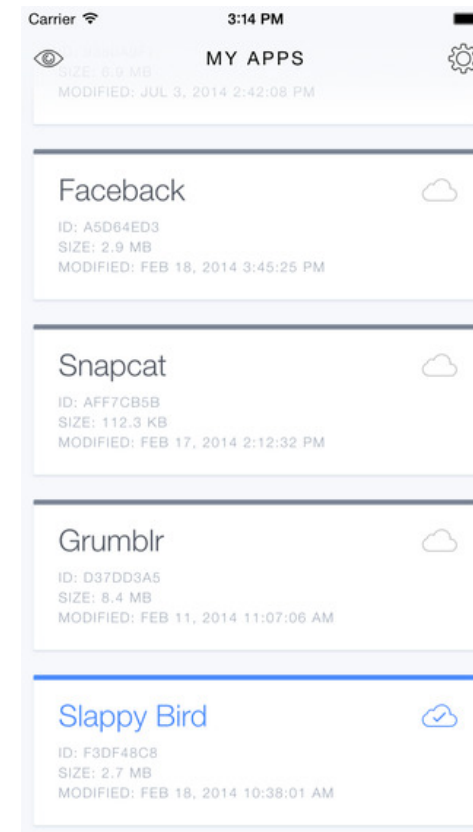 Carrier 3:14 PM
MY APPS
SIZE: 6.9 MB
MODIFIED: JUL 3, 2014 2:42:08 PM
Faceback
ID: A5D64ED3
SIZE: 2.9 MB
MODIFIED: FEB 18, 2014 3:45:25 PM
Snapcat
ID: AFF7CB5B
SIZE: 112.3 KB
MODIFIED: FEB 17, 2014 2:12:32 PM
Grumblr
ID: D37DD3A5
SIZE: 8.4 MB
MODIFIED: FEB 11, 2014 11:07:06 AM
Slappy Bird
ID: F3DF48C8
SIZE: 2.7 MB
MODIFIED: FEB 18, 2014 10:38:01 AM